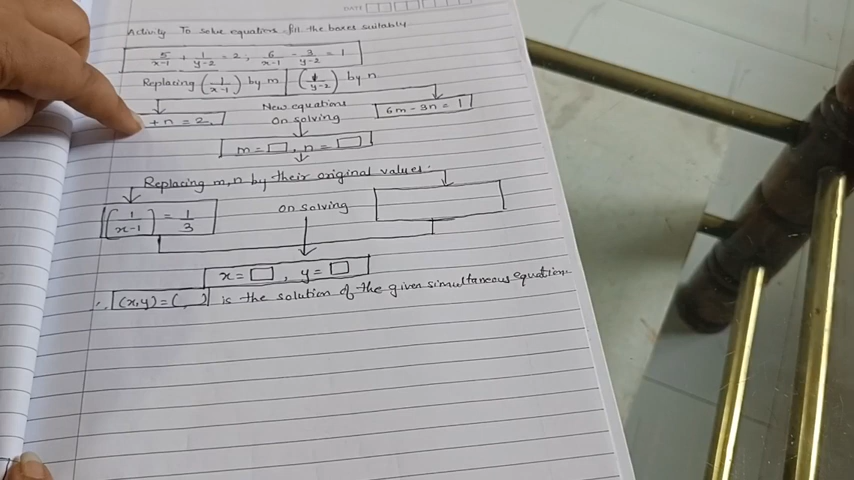 DATE
Activity To solve equations fill the boxes suitably
5/x-1 + 1/y-2 = 2 ; 6/x-1 - 3/y-2 = 1
Replacing (1/x-1) by m (1/y-2) by n
New equations
+ n = 2 On solving 6m - 3n = 1
m = □ , n = □
Replacing m, n by their original values.
(1/x-1) = 1/3 On solving
x = □ , y = □
∴ (x,y) = ( , ) is the solution of the given simultaneous equation